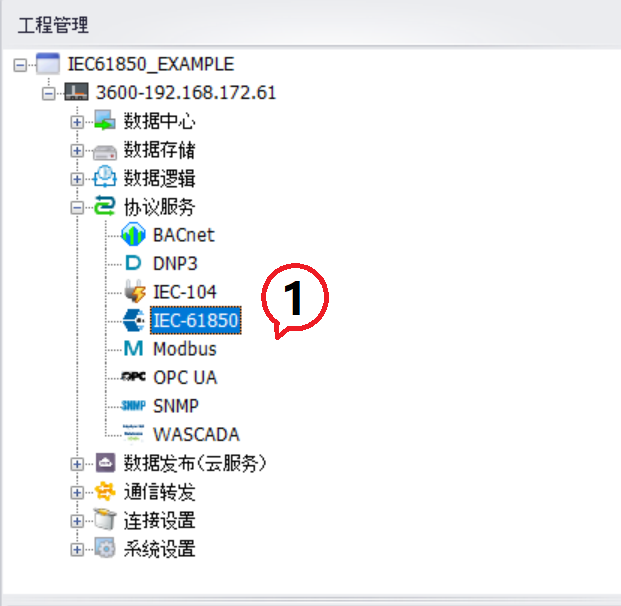 工程管理
IEC61850_EXAMPLE
3600-192.168.172.61
数据中心
数据存储
数据逻辑
协议服务
BACnet
D DNP3
IEC-104
IEC-61850
1
M Modbus
OPC OPC UA
SNMP SNMP
WASCADA
数据发布(云服务)
通信转发
连接设置
系统设置